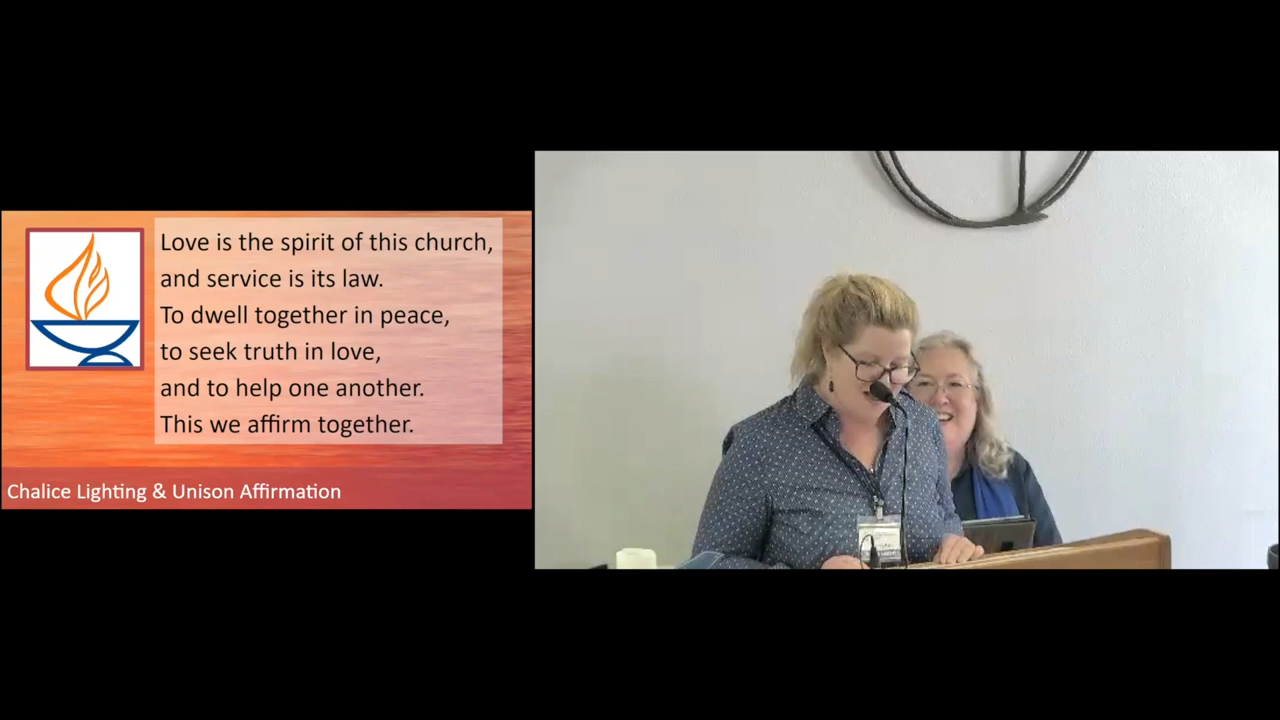 Love is the spirit of this church,
and service is its law.
To dwell together in peace,
to seek truth in love,
and to help one another.
This we affirm together.
Chalice Lighting & Unison Affirmation